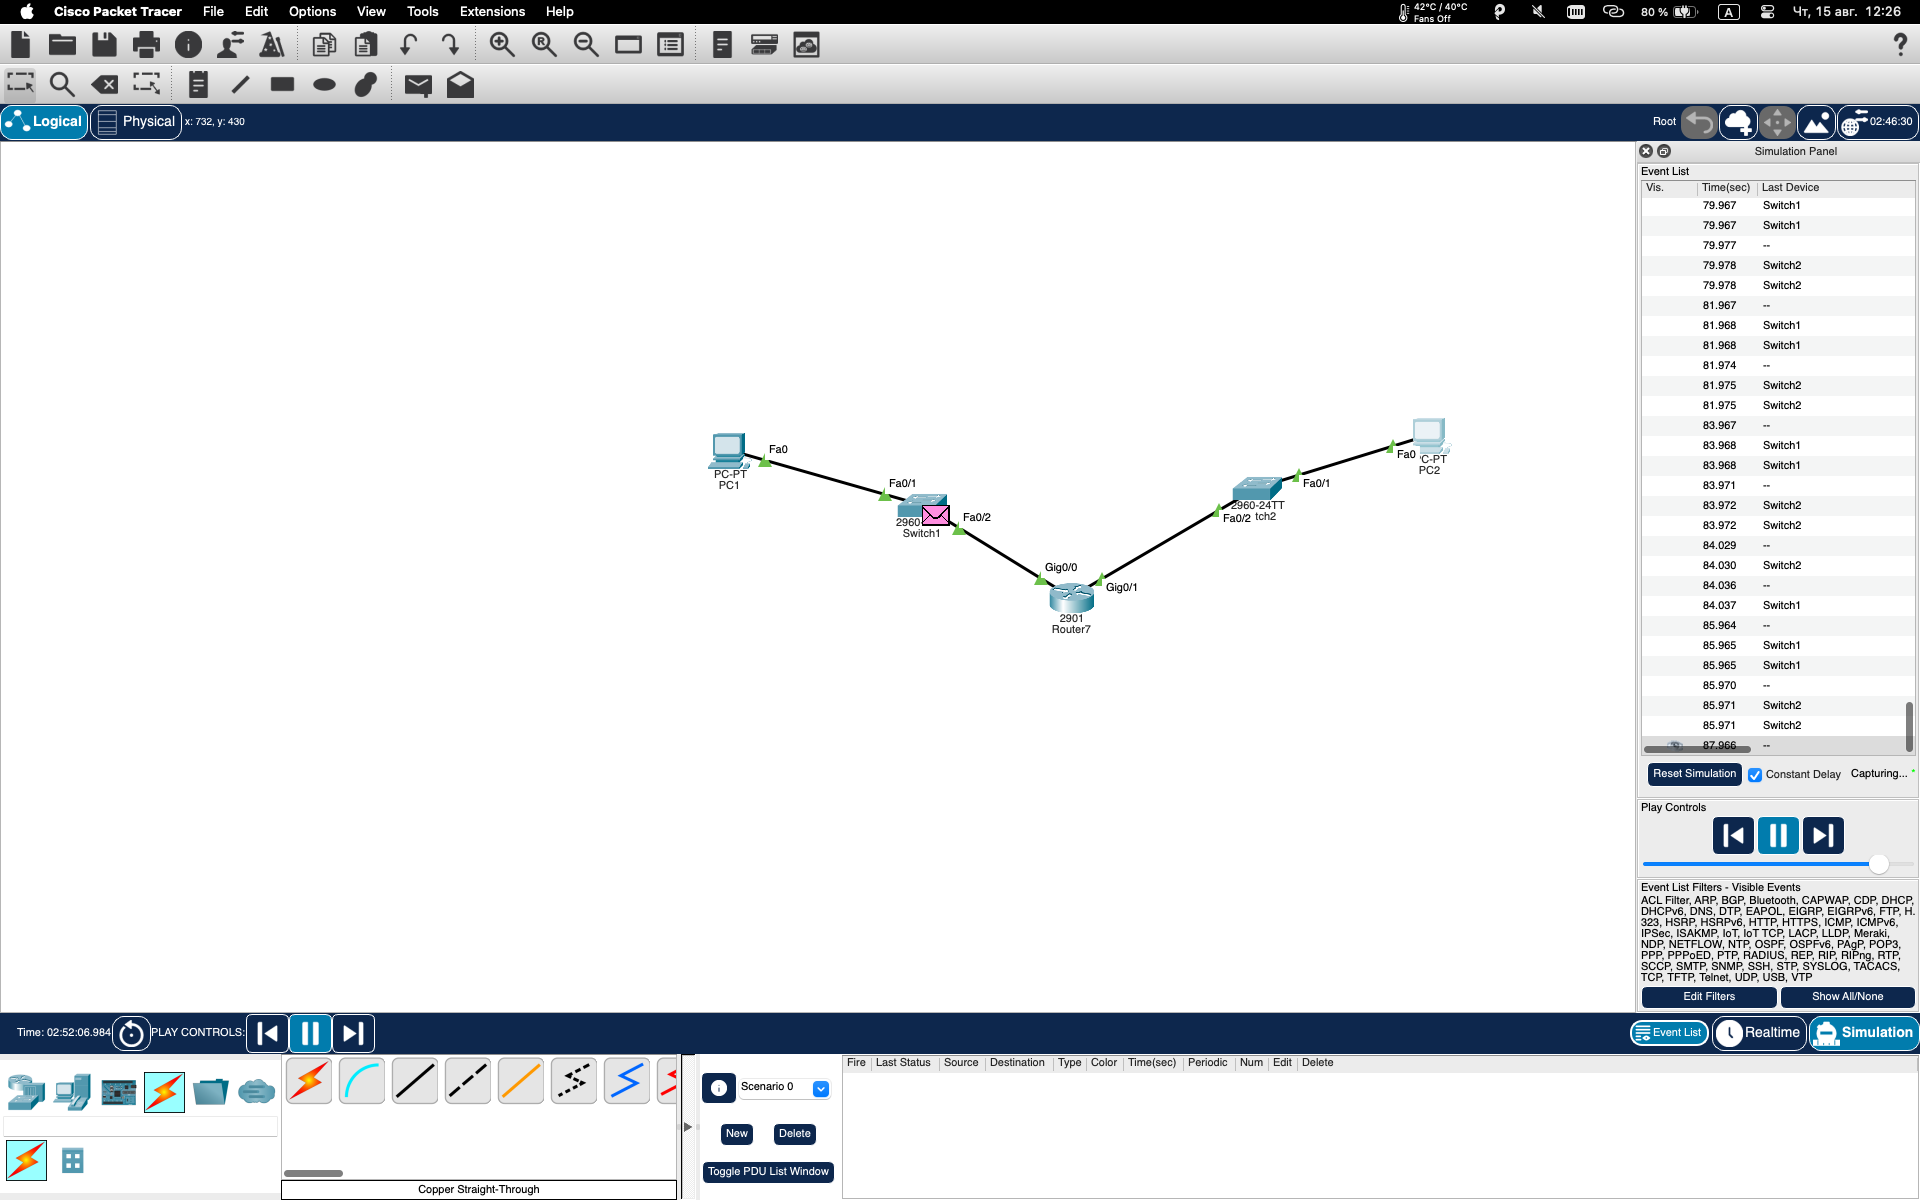 Cisco Packet Tracer File Edit Options View Tools Extensions Help 42°C / 40°C Fans Off 80 % A Чт, 15 авг. 12:26
Logical Physical x: 732, y: 430 Root 02:46:30
Simulation Panel
Event List
Vis. Time(sec) Last Device
79.967 Switch1
79.967 Switch1
79.977 --
79.978 Switch2
79.978 Switch2
81.967 --
81.968 Switch1
81.968 Switch1
81.974 --
81.975 Switch2
81.975 Switch2
83.967 --
83.968 Switch1
83.968 Switch1
83.971 --
83.972 Switch2
83.972 Switch2
84.029 --
84.030 Switch2
84.036 --
84.037 Switch1
85.964 --
85.965 Switch1
85.965 Switch1
85.970 --
85.971 Switch2
85.971 Switch2
87.966 --
Fa0
PC-PT
PC1
Fa0/1
2960-
Switch1
Fa0/2
Gig0/0
2901
Router7
Gig0/1
Fa0/2
2960-24TT
tch2
Fa0/1
Fa0
C-PT
PC2
Reset Simulation Constant Delay Capturing...
Play Controls
Event List Filters - Visible Events
ACL Filter, ARP, BGP, Bluetooth, CAPWAP, CDP, DHCP,
DHCPv6, DNS, DTP, EAPOL, EIGRP, EIGRPv6, FTP, H.
323, HSRP, HSRPv6, HTTP, HTTPS, ICMP, ICMPv6,
IPSec, ISAKMP, IoT, IoT TCP, LACP, LLDP, Meraki,
NDP, NETFLOW, NTP, OSPF, OSPFv6, PAgP, POP3,
PPP, PPPoED, PTP, RADIUS, REP, RIP, RIPng, RTP,
SCCP, SMTP, SNMP, SSH, STP, SYSLOG, TACACS,
TCP, TFTP, Telnet, UDP, USB, VTP
Edit Filters Show All/None
Time: 02:52:06.984 PLAY CONTROLS: Event List Realtime Simulation
Fire Last Status Source Destination Type Color Time(sec) Periodic Num Edit Delete
Scenario 0
New Delete
Toggle PDU List Window
Copper Straight-Through